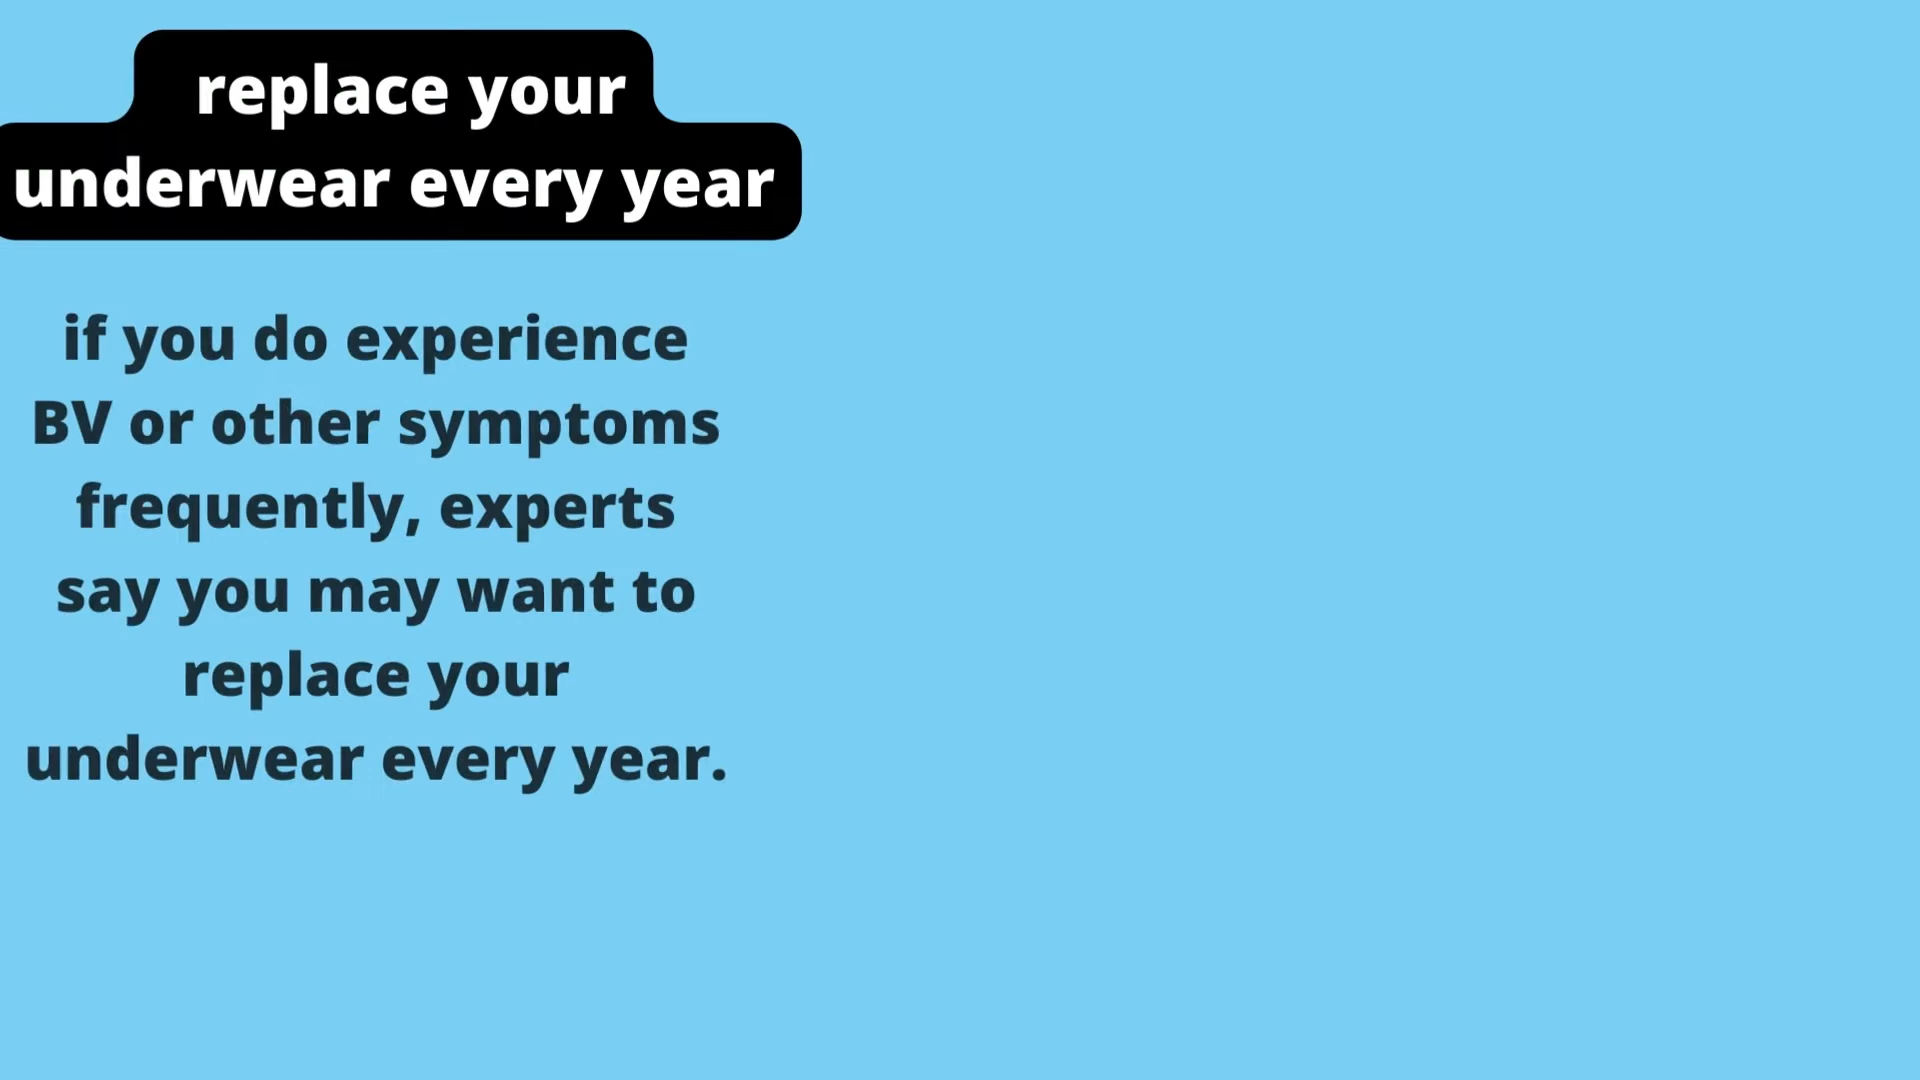 replace your
underwear every year
if you do experience
BV or other symptoms
frequently, experts
say you may want to
replace your
underwear every year.